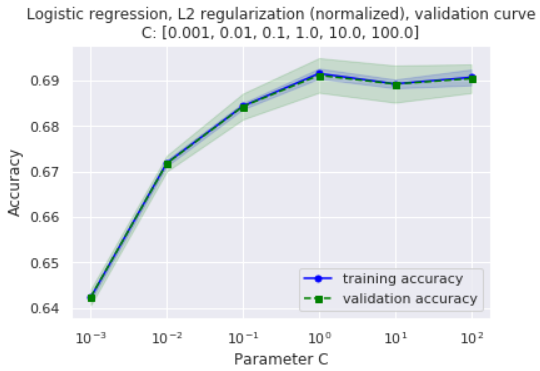 Logistic regression, L2 regularization (normalized), validation curve
C: [0.001, 0.01, 0.1, 1.0, 10.0, 100.0]
0.69
0.68
0.67
0.66
0.65
0.64
Accuracy
training accuracy
validation accuracy
10⁻³ 10⁻² 10⁻¹ 10⁰ 10¹ 10²
Parameter C